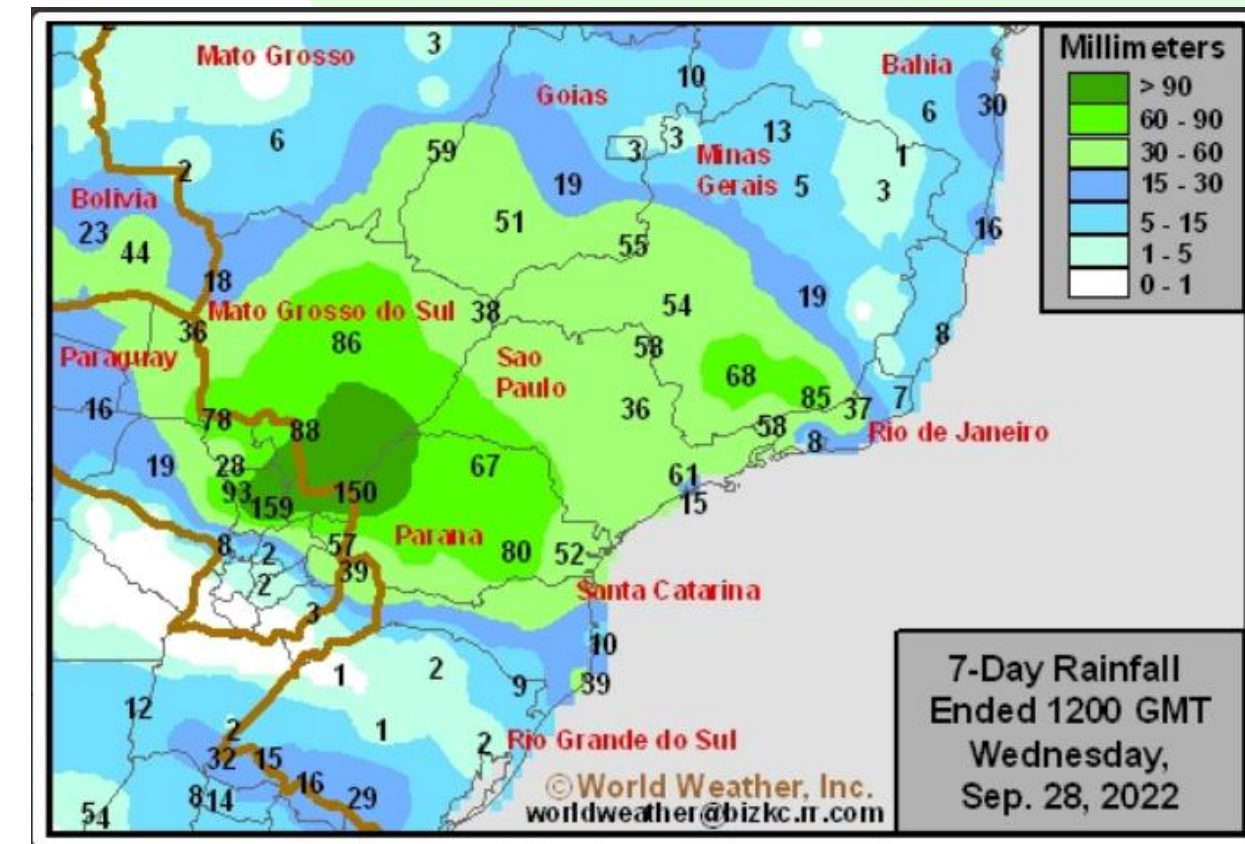 Mato Grosso
3
Bahia
Millimeters
> 90
60 - 90
30 - 60
15 - 30
5 - 15
1 - 5
0 - 1
Goias
10
6
30
6
59
3
3
13
1
2
Minas
Gerais
5
3
19
Bolivia
23
44
51
55
16
18
19
Mato Grosso do Sul
38
54
36
86
58
8
Paraguay
Sao
Paulo
68
85
37
7
16
36
78
88
58
8
Rio de Janeiro
19
28
67
61
93
159
150
15
Parana
8
2
57
80
52
39
2
Santa Catarina
3
10
1
2
9
39
12
2
1
2
Rio Grande do Sul
32
15
16
29
8
14
54
©World Weather, Inc.
worldweather@bizkc.rr.com
7-Day Rainfall
Ended 1200 GMT
Wednesday,
Sep. 28, 2022